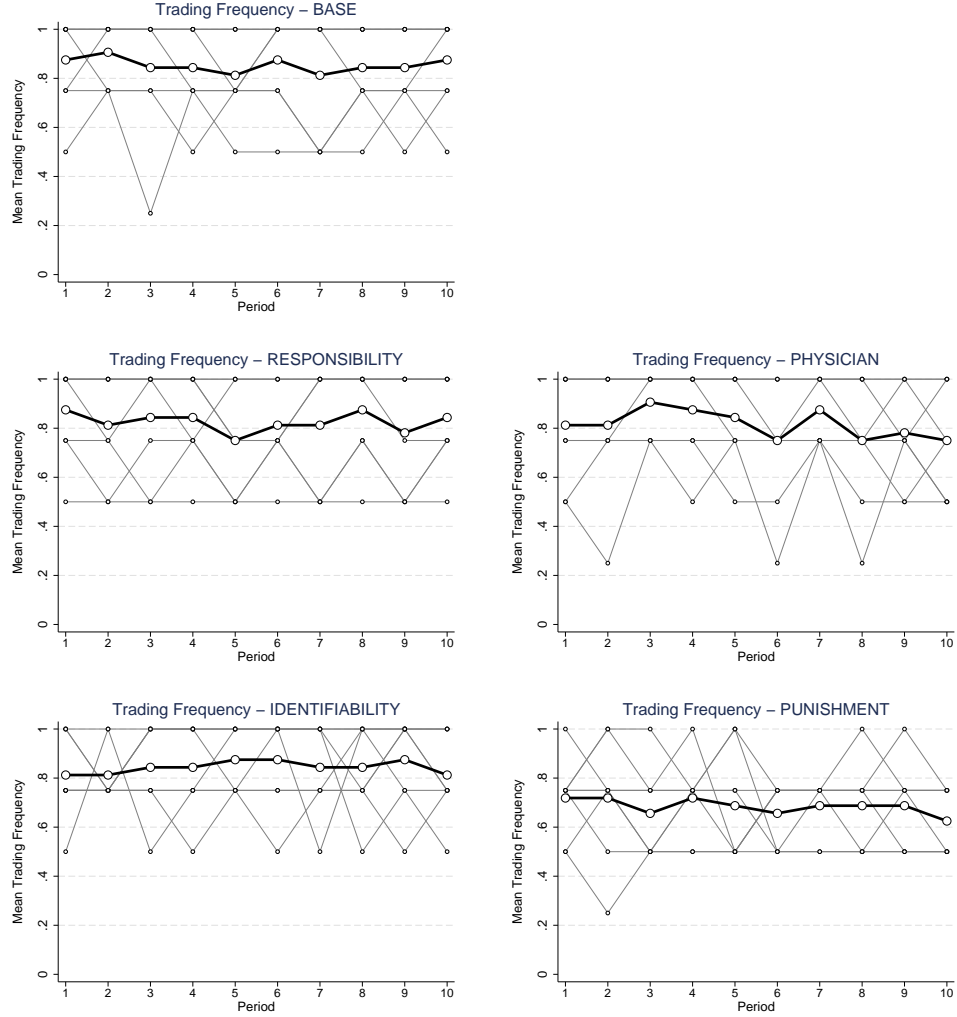 Trading Frequency – BASE
Mean Trading Frequency
1
.8
.6
.4
.2
0
1 2 3 4 5 6 7 8 9 10
Period
Trading Frequency – RESPONSIBILITY
Mean Trading Frequency
1
.8
.6
.4
.2
0
1 2 3 4 5 6 7 8 9 10
Period
Trading Frequency – PHYSICIAN
Mean Trading Frequency
1
.8
.6
.4
.2
0
1 2 3 4 5 6 7 8 9 10
Period
Trading Frequency – IDENTIFIABILITY
Mean Trading Frequency
1
.8
.6
.4
.2
0
1 2 3 4 5 6 7 8 9 10
Period
Trading Frequency – PUNISHMENT
Mean Trading Frequency
1
.8
.6
.4
.2
0
1 2 3 4 5 6 7 8 9 10
Period